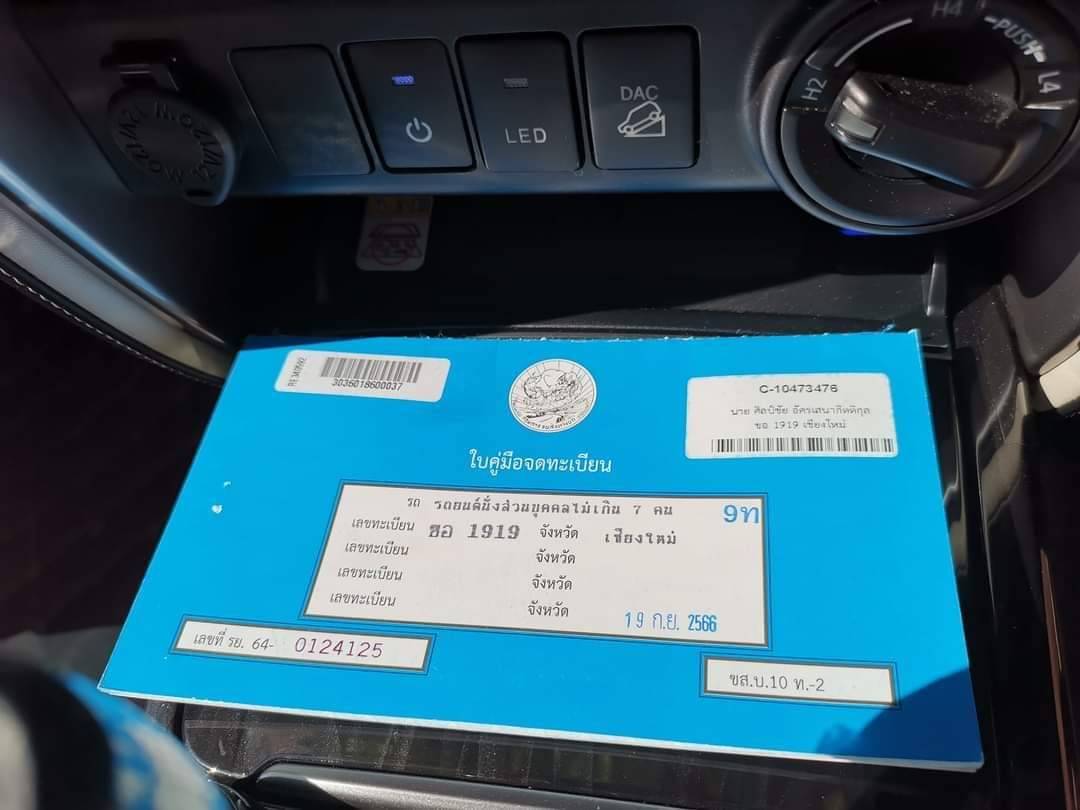 LED
DAC
H2
H4
PUSH
L4
3036018600037
C-10473476
นาย ศิลป์ชัย อัครเสนากิตติกุล
ขอ 1919 เชียงใหม่
ใบคู่มือจดทะเบียน
รถ รถยนต์นั่งส่วนบุคคลไม่เกิน 7 คน
9ท
เลขทะเบียน ขอ 1919 จังหวัด เชียงใหม่
เลขทะเบียน จังหวัด
เลขทะเบียน จังหวัด
เลขทะเบียน จังหวัด
19 ก.ย. 2566
เลขที่ รย. 64- 0124125
ขส.บ.10 ท.-2